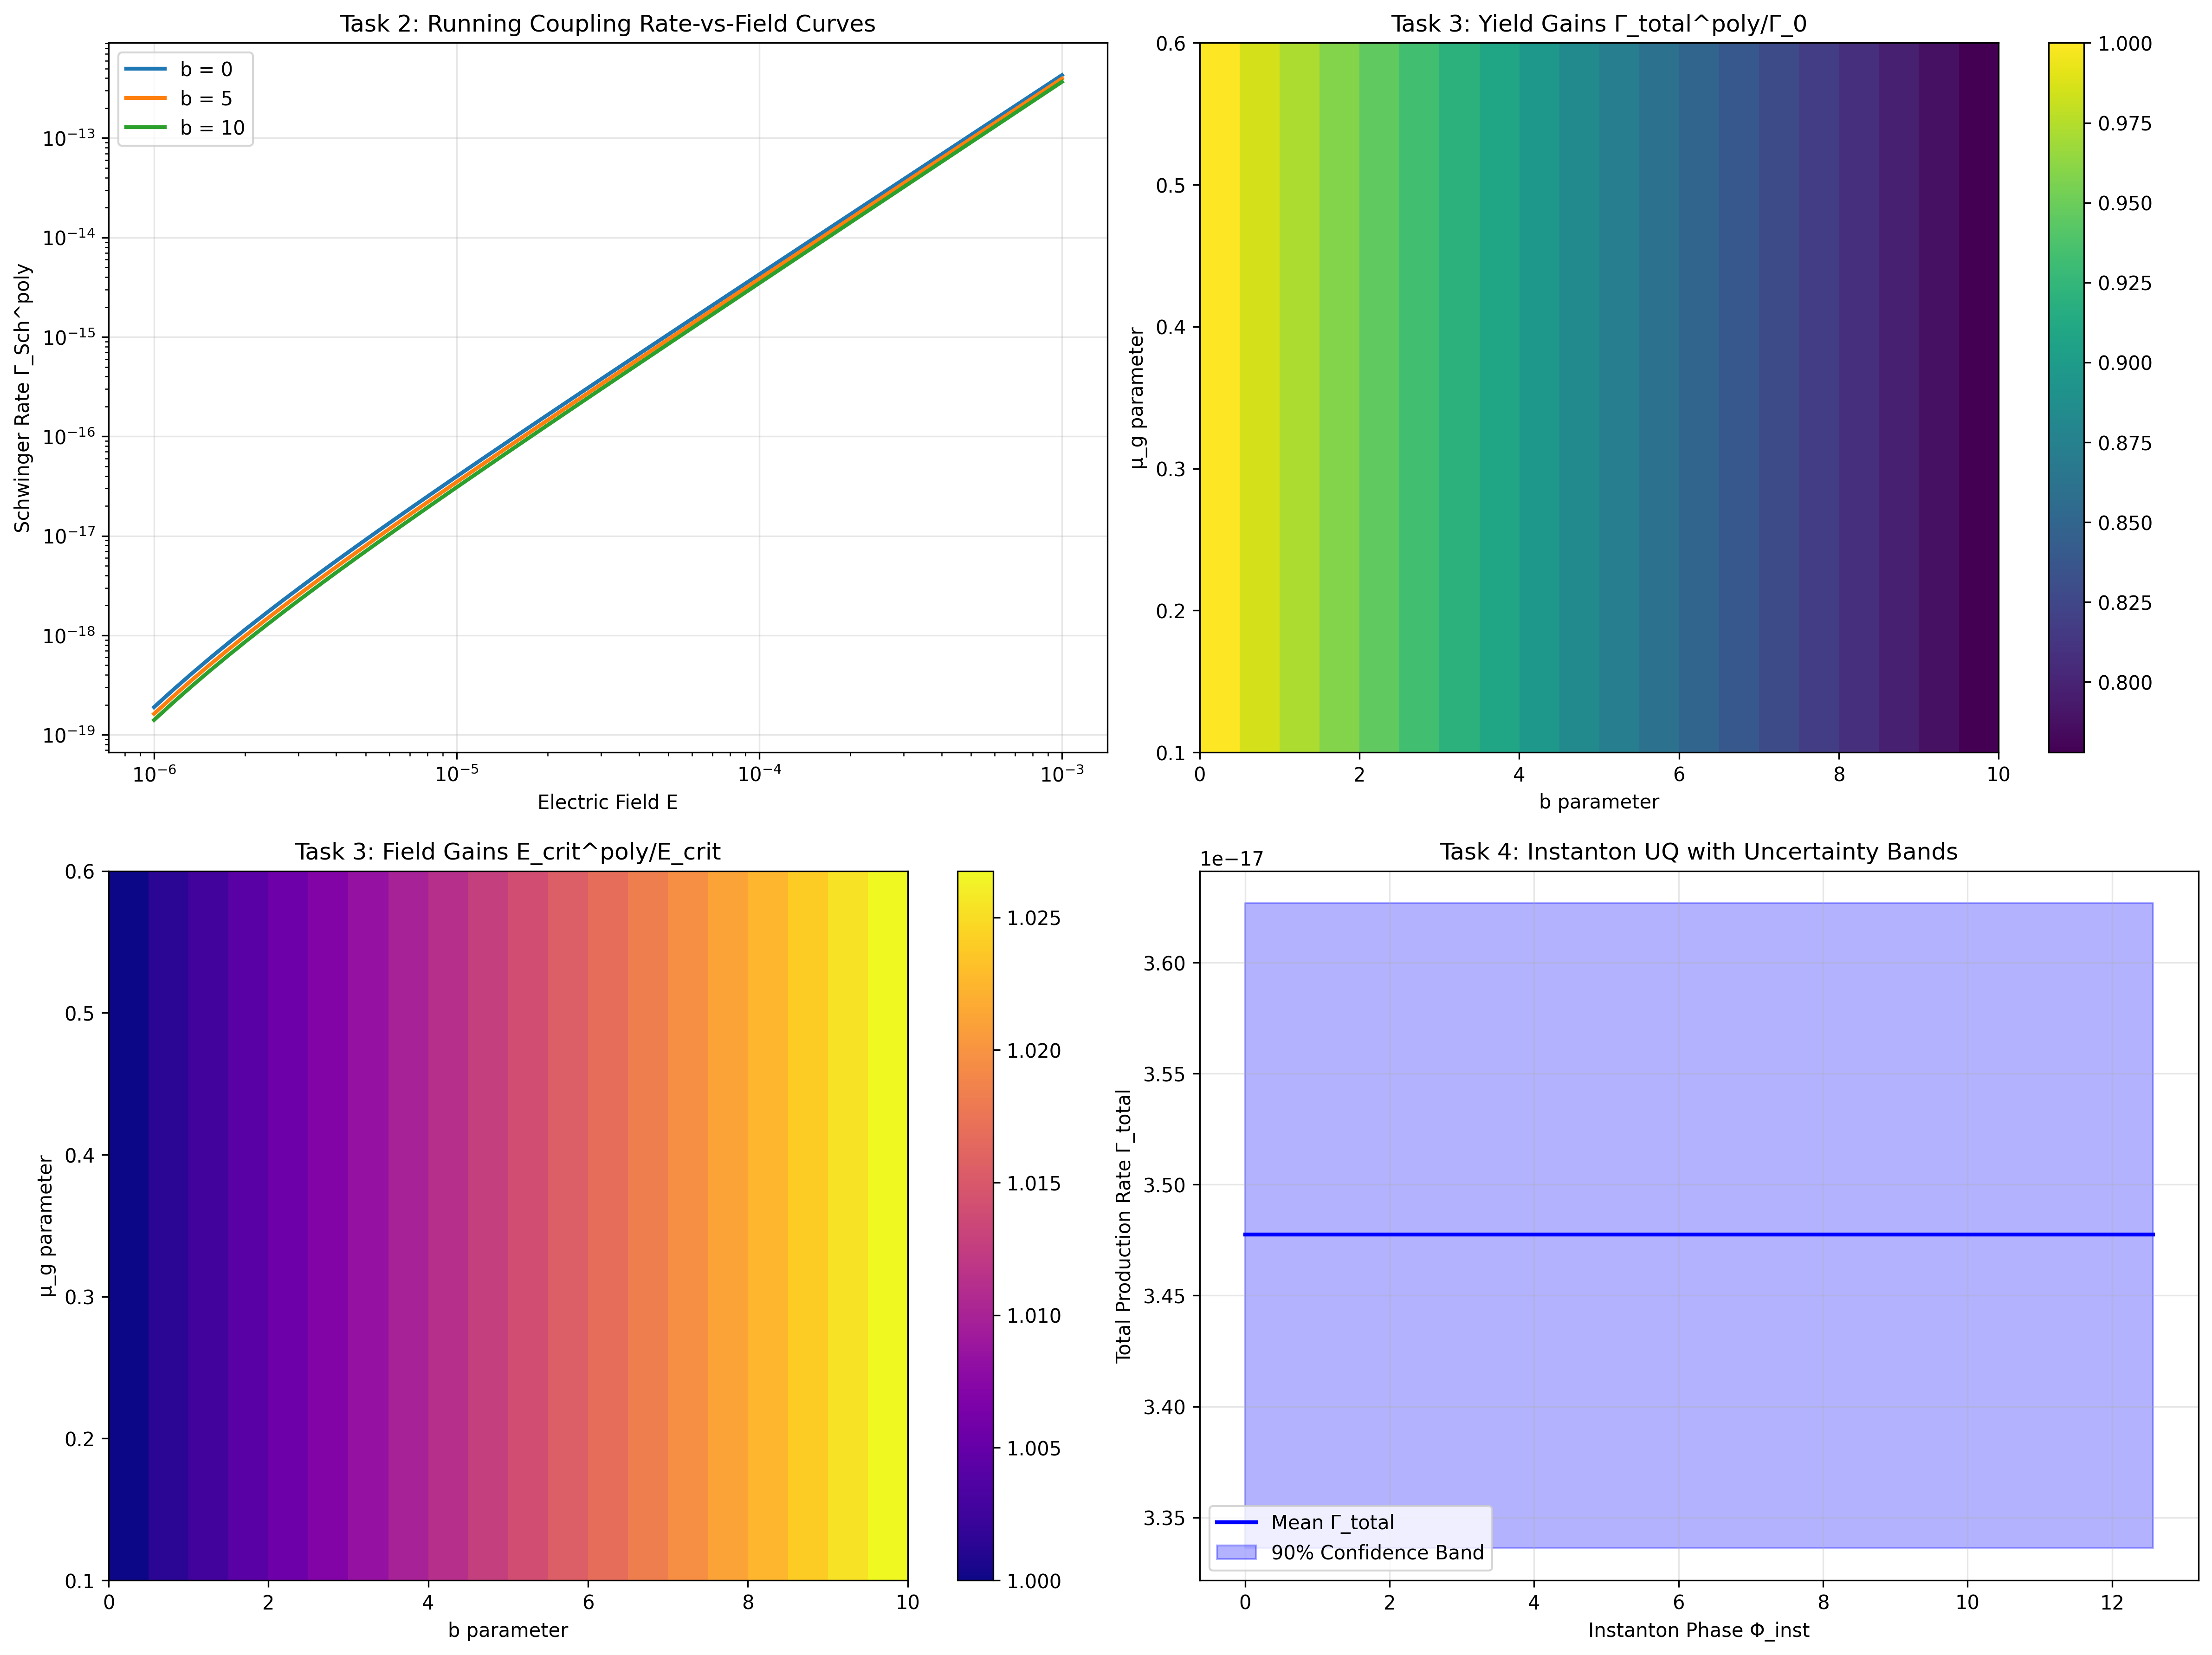 Task 2: Running Coupling Rate-vs-Field Curves
b = 0
b = 5
b = 10
10⁻¹³
10⁻¹⁴
10⁻¹⁵
10⁻¹⁶
10⁻¹⁷
10⁻¹⁸
10⁻¹⁹
Schwinger Rate Γ_Sch^poly
10⁻⁶ 10⁻⁵ 10⁻⁴ 10⁻³
Electric Field E
Task 3: Yield Gains Γ_total^poly/Γ_0
0.6
0.5
0.4
0.3
0.2
0.1
μ_g parameter
0 2 4 6 8 10
b parameter
1.000
0.975
0.950
0.925
0.900
0.875
0.850
0.825
0.800
Task 3: Field Gains E_crit^poly/E_crit
0.6
0.5
0.4
0.3
0.2
0.1
μ_g parameter
0 2 4 6 8 10
b parameter
1.025
1.020
1.015
1.010
1.005
1.000
1e−17
Task 4: Instanton UQ with Uncertainty Bands
3.60
3.55
3.50
3.45
3.40
3.35
Total Production Rate Γ_total
Mean Γ_total
90% Confidence Band
0 2 4 6 8 10 12
Instanton Phase Φ_inst